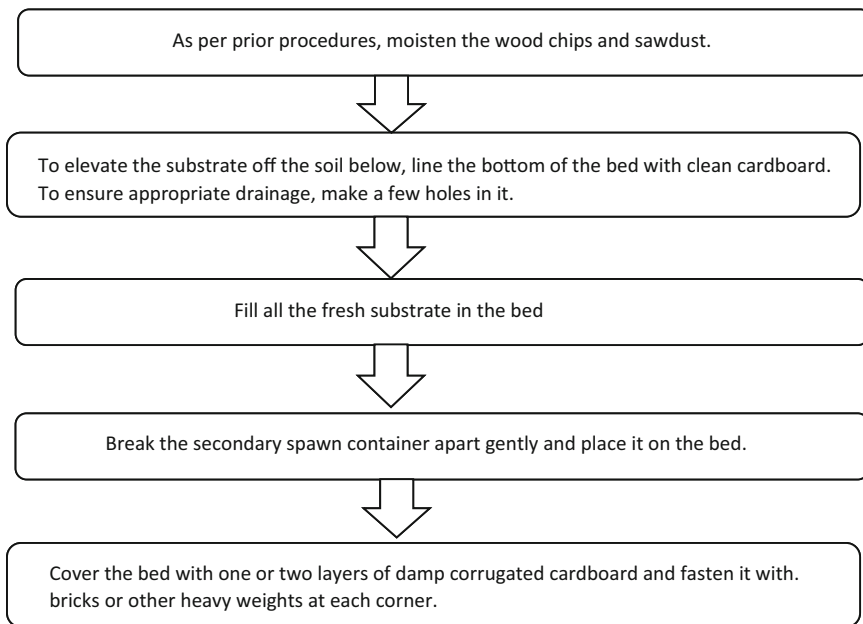 As per prior procedures, moisten the wood chips and sawdust.
To elevate the substrate off the soil below, line the bottom of the bed with clean cardboard.
To ensure appropriate drainage, make a few holes in it.
Fill all the fresh substrate in the bed
Break the secondary spawn container apart gently and place it on the bed.
Cover the bed with one or two layers of damp corrugated cardboard and fasten it with.
bricks or other heavy weights at each corner.